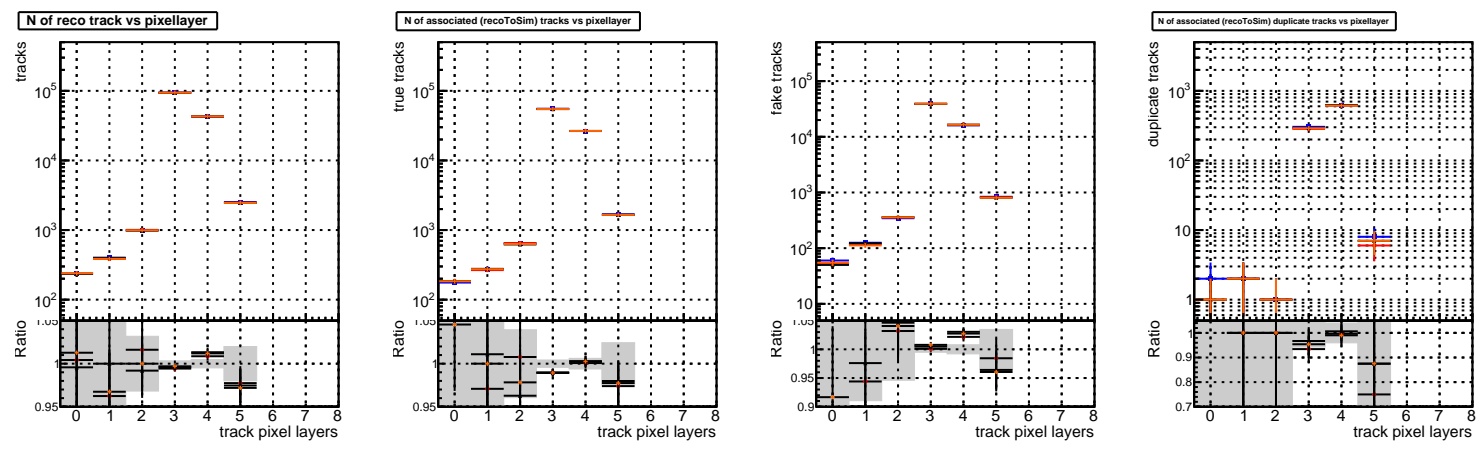 N of reco track vs pixellayer
tracks
10^5
10^4
10^3
10^2
Ratio
1.05
1
0.95
0 1 2 3 4 5 6 7 8
track pixel layers
N of associated (recoToSim) tracks vs pixellayer
true tracks
10^5
10^4
10^3
10^2
Ratio
1.05
1
0.95
0 1 2 3 4 5 6 7 8
track pixel layers
fake tracks
10^5
10^4
10^3
10^2
10
Ratio
1.05
1
0.95
0.9
0 1 2 3 4 5 6 7 8
track pixel layers
N of associated (recoToSim) duplicate tracks vs pixellayer
duplicate tracks
10^3
10^2
10
1
Ratio
1
0.9
0.8
0.7
0 1 2 3 4 5 6 7 8
track pixel layers